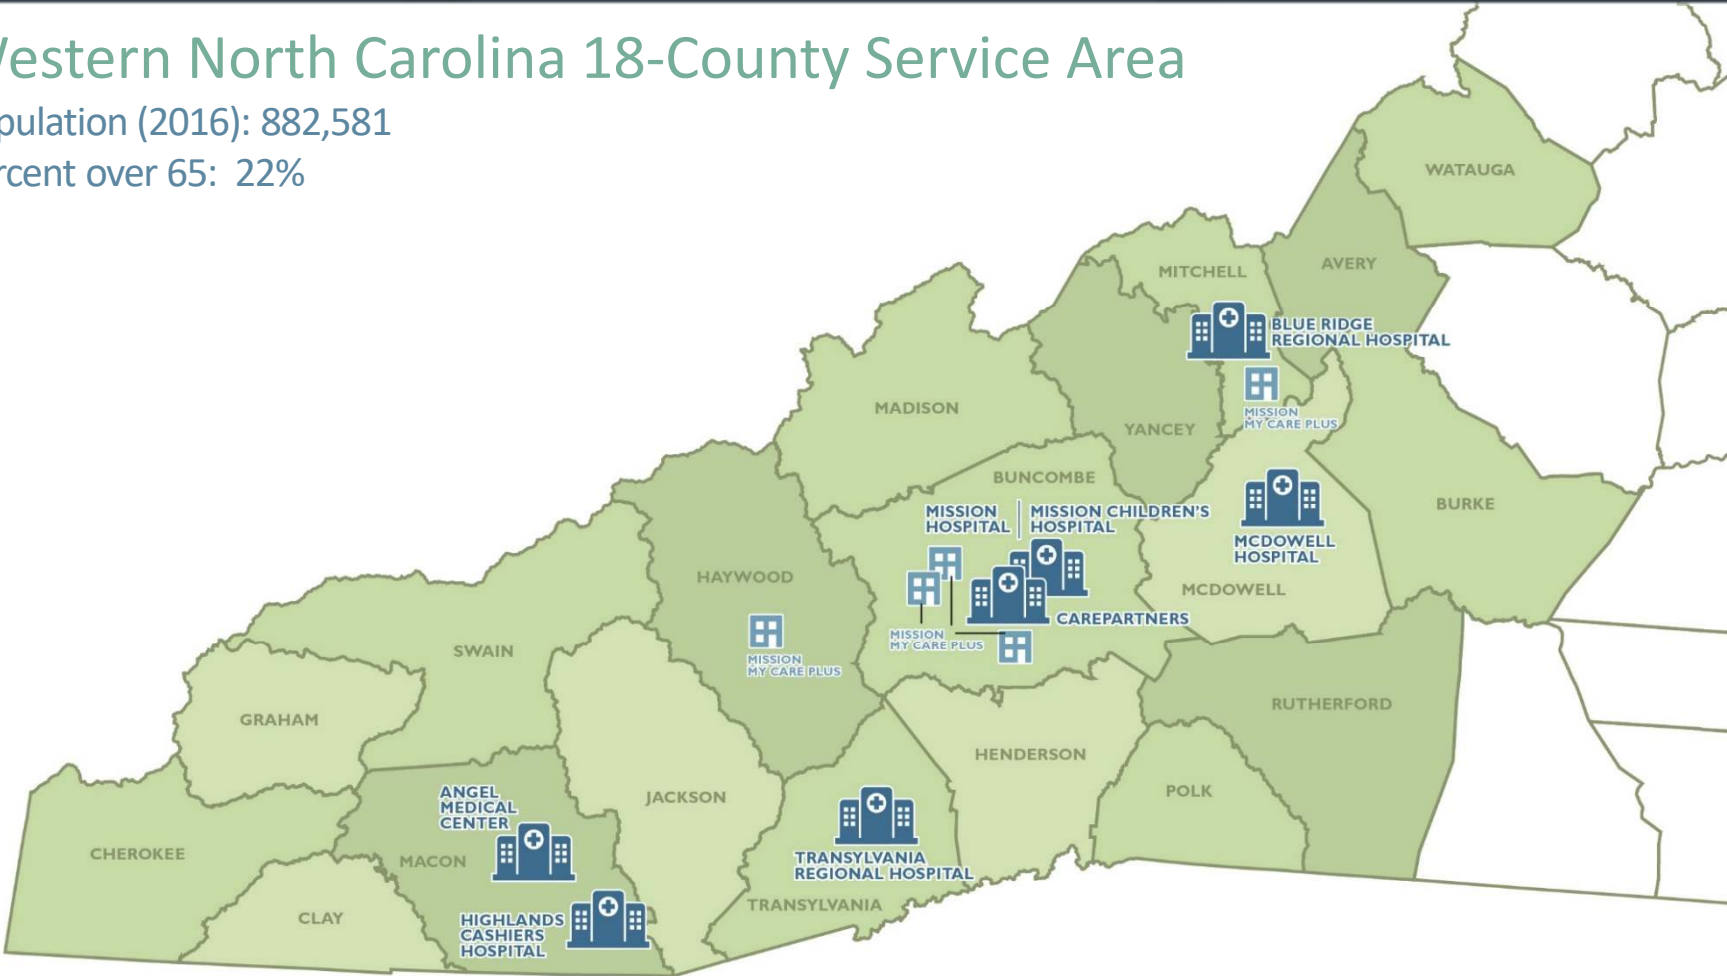 Western North Carolina 18-County Service Area
pulation (2016): 882,581
rcent over 65: 22%
WATAUGA
AVERY
MITCHELL
BLUE RIDGE
REGIONAL HOSPITAL
MISSION
MY CARE PLUS
MADISON
YANCEY
BUNCOMBE
MISSION
HOSPITAL
MISSION CHILDREN'S
HOSPITAL
BURKE
MCDOWELL
HOSPITAL
MCDOWELL
HAYWOOD
MISSION
MY CARE PLUS
CAREPARTNERS
MISSION
MY CARE PLUS
SWAIN
GRAHAM
RUTHERFORD
HENDERSON
POLK
JACKSON
ANGEL
MEDICAL
CENTER
CHEROKEE
MACON
TRANSYLVANIA
REGIONAL HOSPITAL
TRANSYLVANIA
CLAY
HIGHLANDS
CASHIERS
HOSPITAL